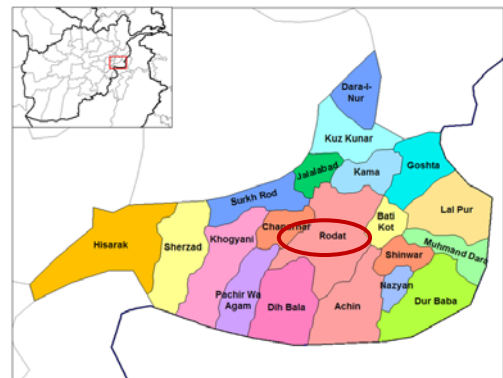 Dara-I-
Nur
Kuz Kunar
Jalalabad
Kama
Goshta
Surkh Rod
Lal Pur
Hisarak
Sherzad
Khogyani
Chaparhar
Rodat
Bati
Kot
Muhmand Dara
Shinwar
Pachir Wa
Agam
Dih Bala
Achin
Nazyan
Dur Baba